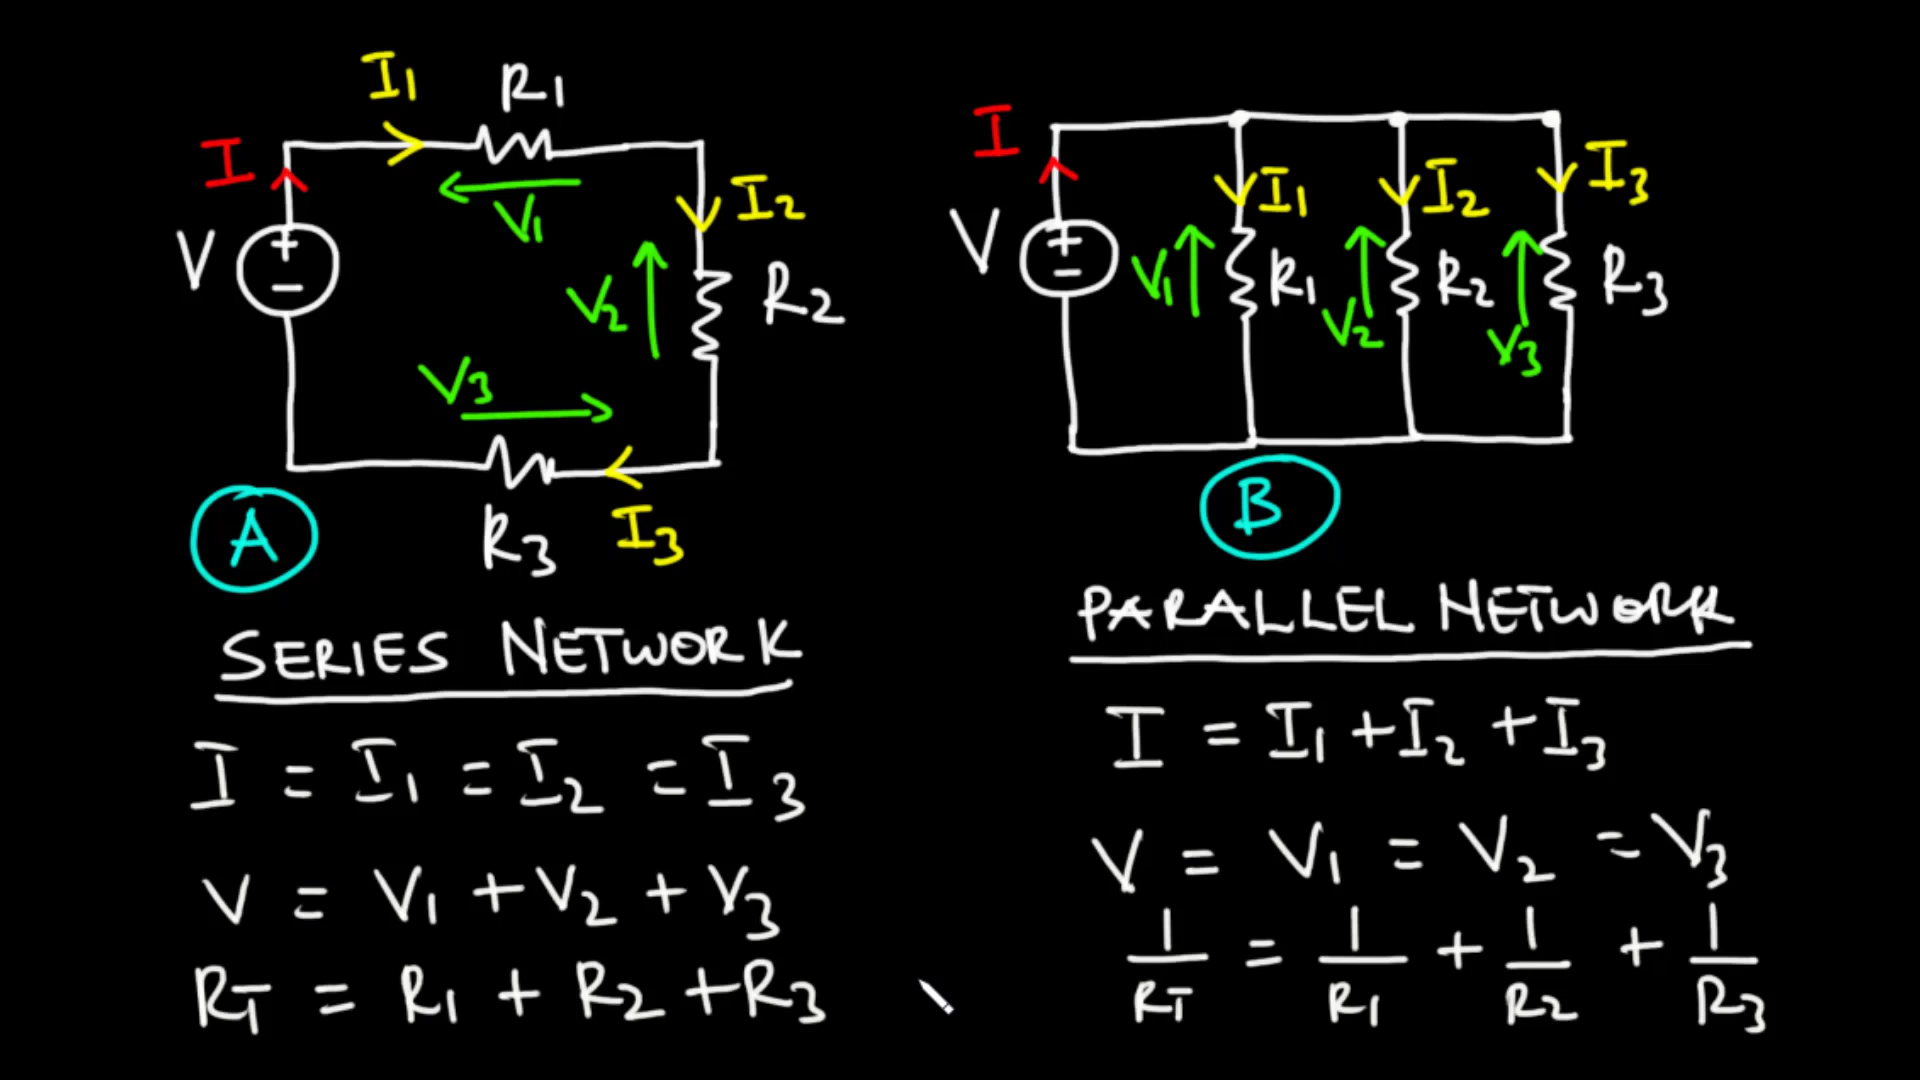 I1 R1
I
V1
I2
V
V2
R2
V3
R3
I3
A
SERIES NETWORK
I = I1 = I2 = I3
V = V1 + V2 + V3
RT = R1 + R2 + R3
I
V
I1
I2
I3
V1
R1
V2
R2
V3
R3
B
PARALLEL NETWORK
I = I1 + I2 + I3
V = V1 = V2 = V3
1/RT = 1/R1 + 1/R2 + 1/R3